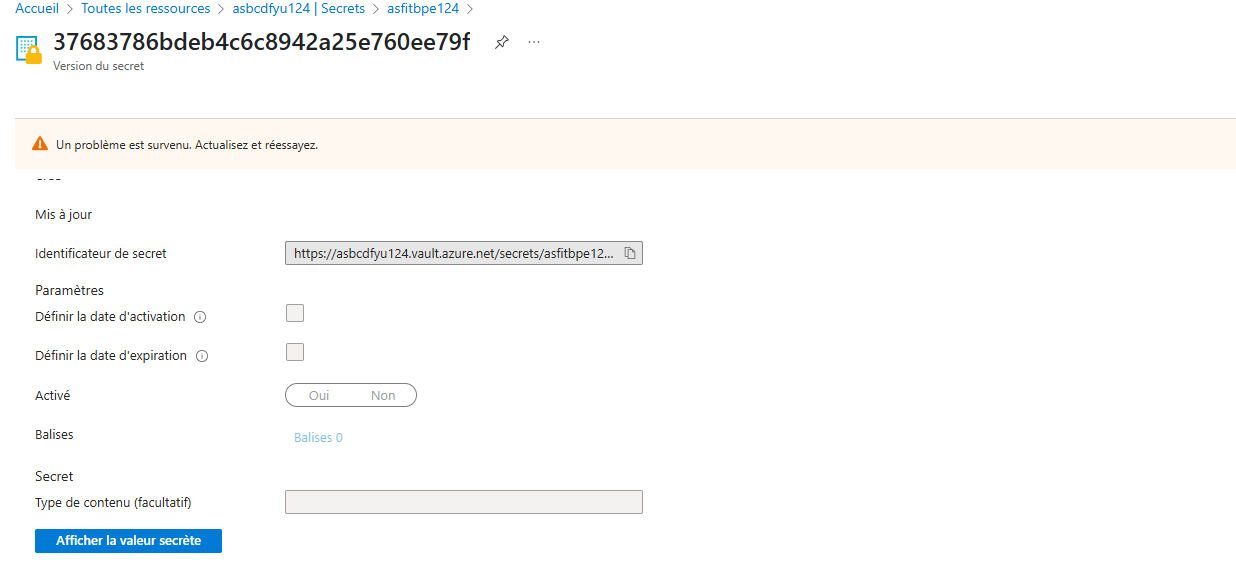 Accueil > Toutes les ressources > asbcdfyu124 | Secrets > asfitbpe124 >
37683786bdeb4c6c8942a25e760ee79f ...
Version du secret
Un problème est survenu. Actualisez et réessayez.
Mis à jour
Identificateur de secret https://asbcdfyu124.vault.azure.net/secrets/asfitbpe12...
Paramètres
Définir la date d'activation
Définir la date d'expiration
Activé Oui Non
Balises Balises 0
Secret
Type de contenu (facultatif)
Afficher la valeur secrète